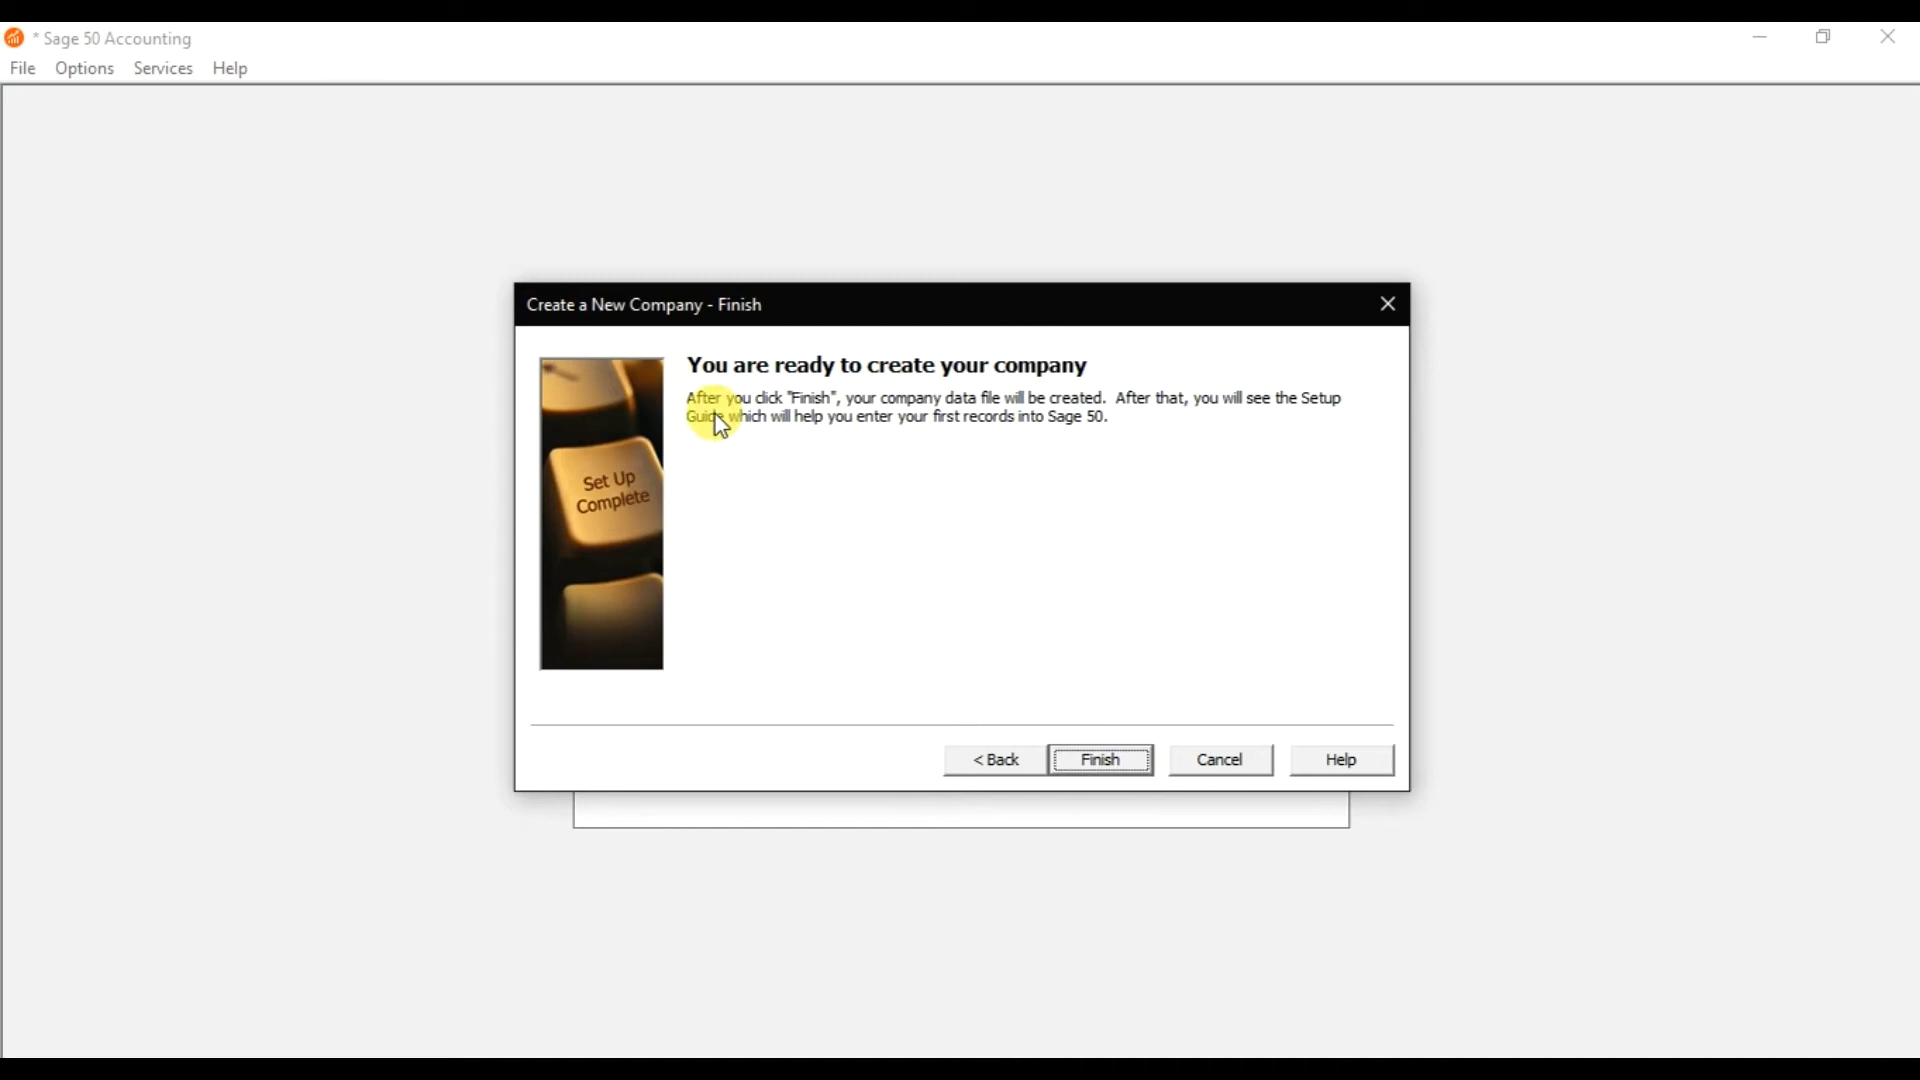 * Sage 50 Accounting
File Options Services Help
Create a New Company - Finish
You are ready to create your company
After you click "Finish", your company data file will be created. After that, you will see the Setup
Guide which will help you enter your first records into Sage 50.
Set Up
Complete
< Back Finish Cancel Help